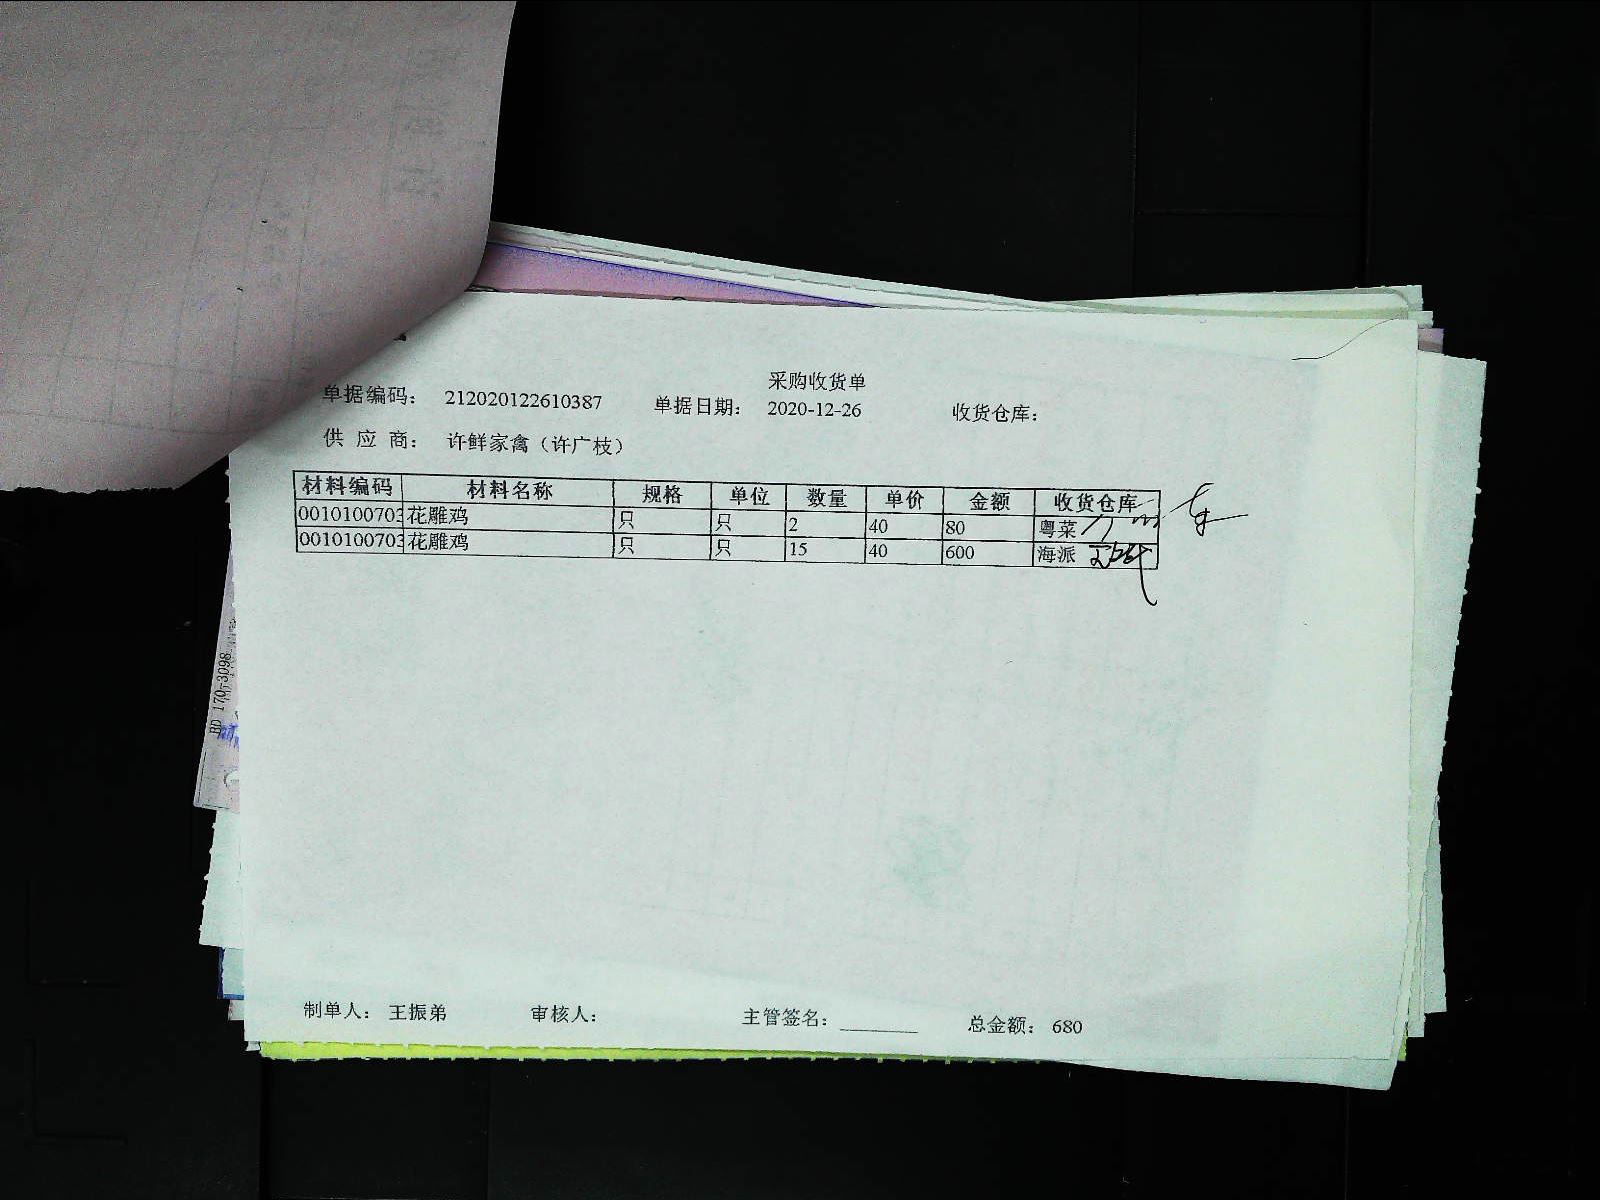 采购收货单
单据编码： 212020122610387 单据日期： 2020-12-26 收货仓库：
供 应 商： 许鲜家禽（许广枝）
材料编码 材料名称 规格 单位 数量 单价 金额 收货仓库
0010100703 花雕鸡 只 只 2 40 80 粤菜
0010100703 花雕鸡 只 只 15 40 600 海派
BD 170-3098
制单人： 王振弟 审核人： 主管签名： ________ 总金额： 680